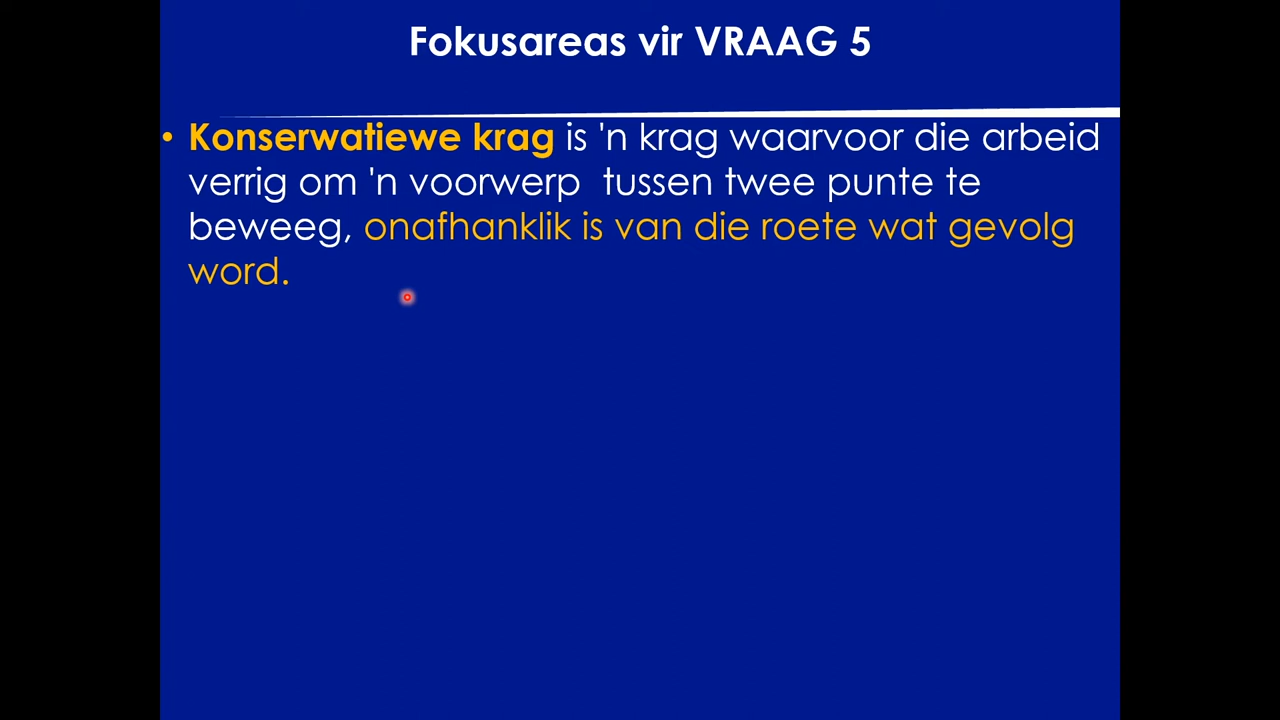 Fokusareas vir VRAAG 5
• Konserwatiewe krag is 'n krag waarvoor die arbeid
verrig om 'n voorwerp  tussen twee punte te
beweeg, onafhanklik is van die roete wat gevolg
word.